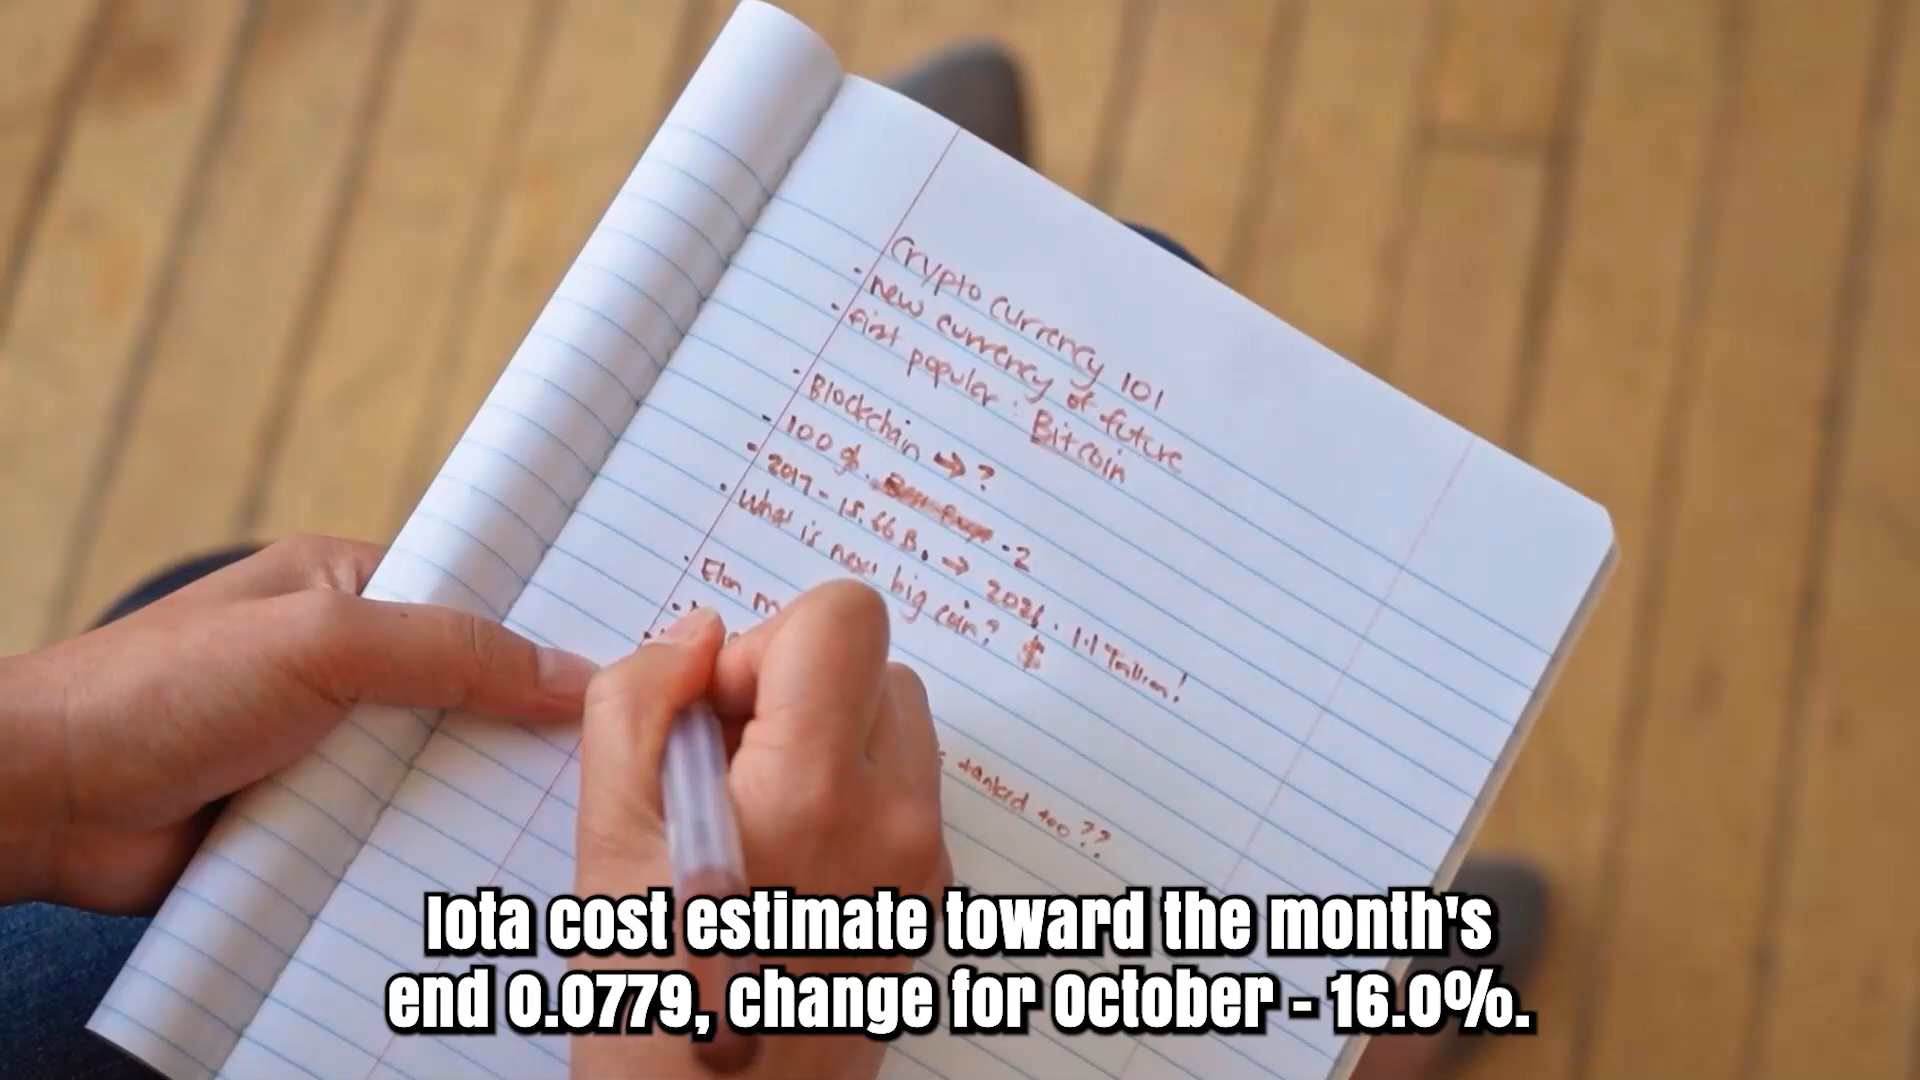 Crypto Currency 101
• new currency of future
• first popular : Bitcoin
• Blockchain → ?
- 100 %. -2
• 2017 - 15.66 B. → 2021. 1.1 Trillion!
• What is next big coin? $
• Elon m
tanked too ??
Iota cost estimate toward the month's
end 0.0779, change for October - 16.0%.